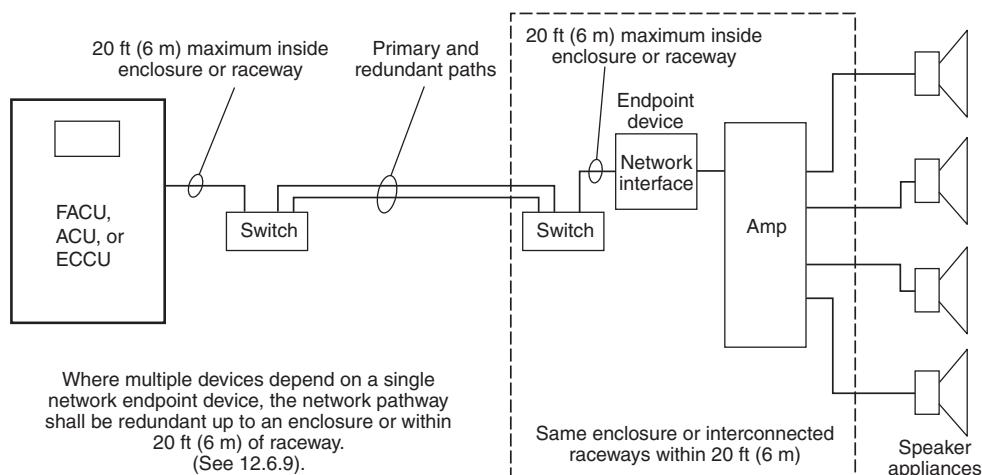 20 ft (6 m) maximum inside
enclosure or raceway
Primary and
redundant paths
20 ft (6 m) maximum inside
enclosure or raceway
Endpoint
device
Network
interface
FACU,
ACU, or
ECCU
Switch
Switch
Amp
Where multiple devices depend on a single
network endpoint device, the network pathway
shall be redundant up to an enclosure or within
20 ft (6 m) of raceway.
(See 12.6.9).
Same enclosure or interconnected
raceways within 20 ft (6 m)
Speaker
appliances